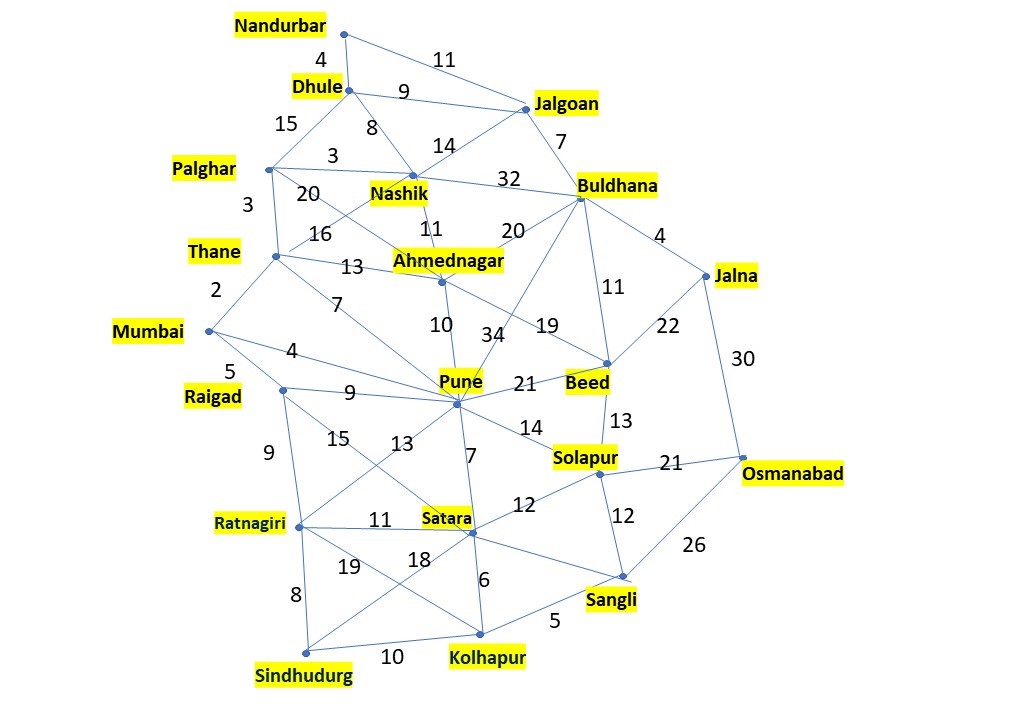 Nandurbar
4
11
Dhule
9
Jalgoan
15
8
14
7
3
Palghar
32
Buldhana
20
Nashik
3
16
11
20
4
Thane
Ahmednagar
13
Jalna
2
7
11
10
34
19
22
Mumbai
4
30
5
Pune
21
Beed
Raigad
9
15
13
14
13
9
7
Solapur
21
Osmanabad
12
Ratnagiri
11
Satara
12
26
19
18
6
8
Sangli
5
10
Kolhapur
Sindhudurg